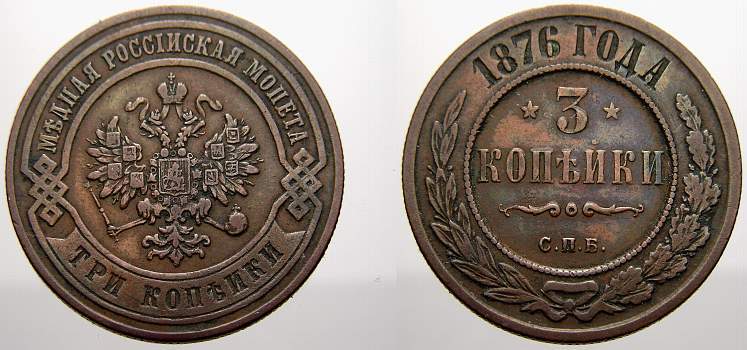 МѢДНАЯ РОССІЙСКАЯ МОНЕТА
ТРИ КОПѢЙКИ
1876 ГОДА
3
КОПѢЙКИ
С.П.Б.